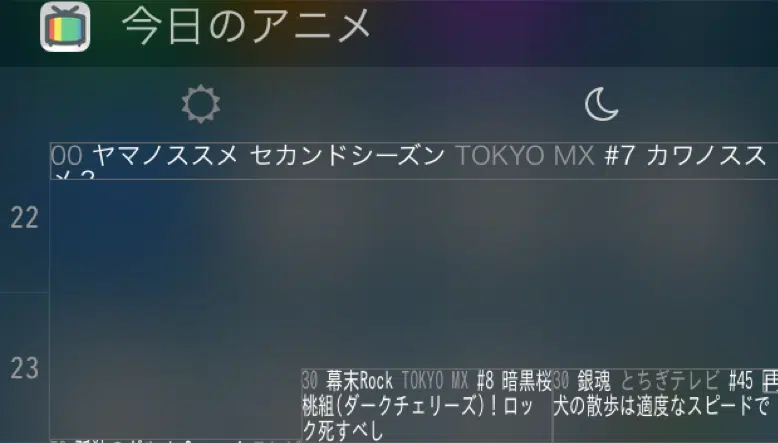 今日のアニメ
00 ヤマノススメ セカンドシーズン TOKYO MX #7 カワノスス
メ?
22
23
30 幕末Rock TOKYO MX #8 暗黒桜
桃組(ダークチェリーズ)！ロッ
ク死すべし
30 銀魂 とちぎテレビ #45 再
犬の散歩は適度なスピードで